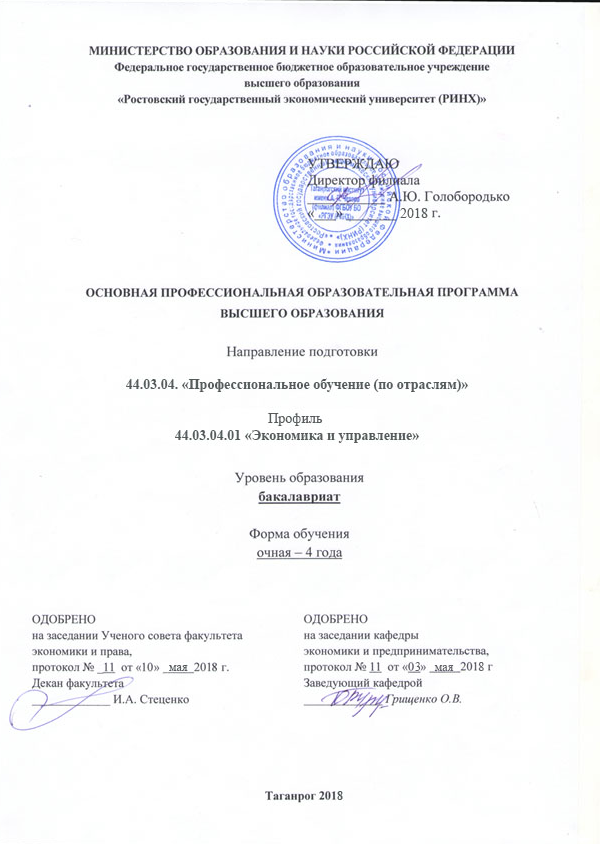 МИНИСТЕРСТВО ОБРАЗОВАНИЯ И НАУКИ РОССИЙСКОЙ ФЕДЕРАЦИИ
Федеральное государственное бюджетное образовательное учреждение
высшего образования
«Ростовский государственный экономический университет (РИНХ)»
УТВЕРЖДАЮ
Директор филиала
А.Ю. Голобородько
«___» ________ 2018 г.
ОСНОВНАЯ ПРОФЕССИОНАЛЬНАЯ ОБРАЗОВАТЕЛЬНАЯ ПРОГРАММА
ВЫСШЕГО ОБРАЗОВАНИЯ
Направление подготовки
44.03.04. «Профессиональное обучение (по отраслям)»
Профиль
44.03.04.01 «Экономика и управление»
Уровень образования
бакалавриат
Форма обучения
очная – 4 года
ОДОБРЕНО
на заседании Ученого совета факультета
экономики и права,
протокол № 11 от «10» мая 2018 г.
Декан факультета
_____________ И.А. Стеценко
ОДОБРЕНО
на заседании кафедры
экономики и предпринимательства,
протокол № 11 от «03» мая 2018 г
Заведующий кафедрой
_____________ Грищенко О.В.
Таганрог 2018